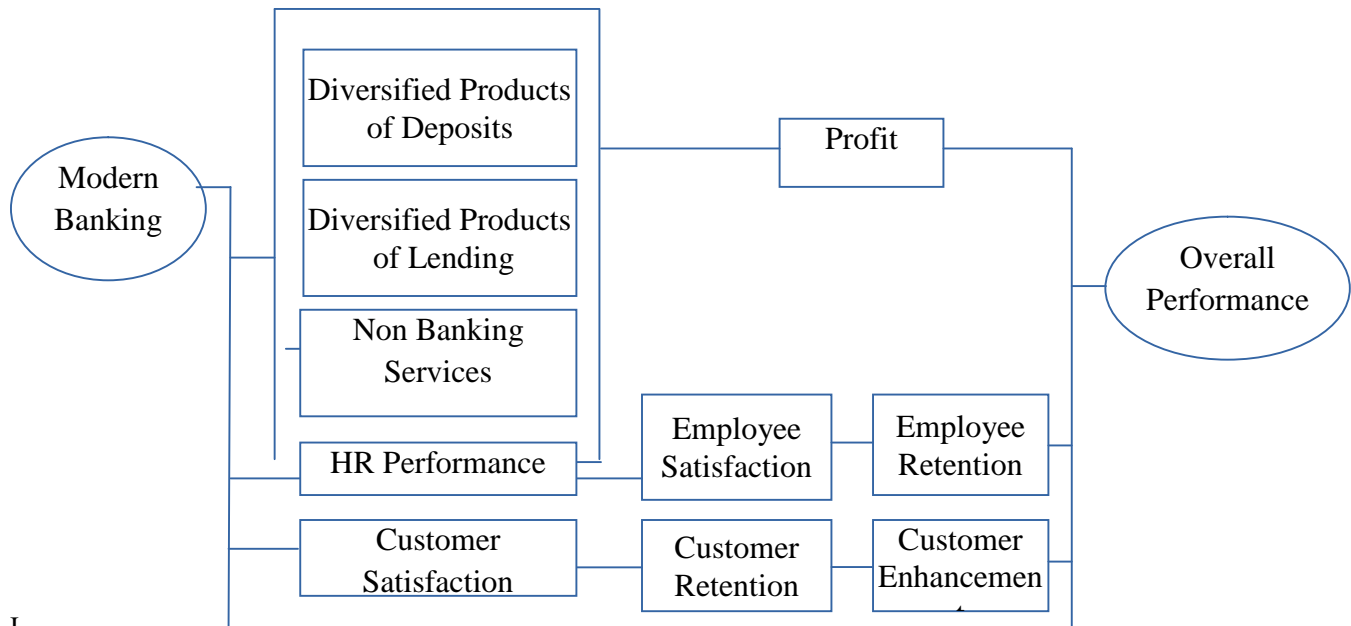 Diversified Products
of Deposits
Profit
Modern
Banking
Diversified Products
of Lending
Overall
Performance
Non Banking
Services
Employee
Satisfaction
Employee
Retention
HR Performance
Customer
Satisfaction
Customer
Retention
Customer
Enhancemen